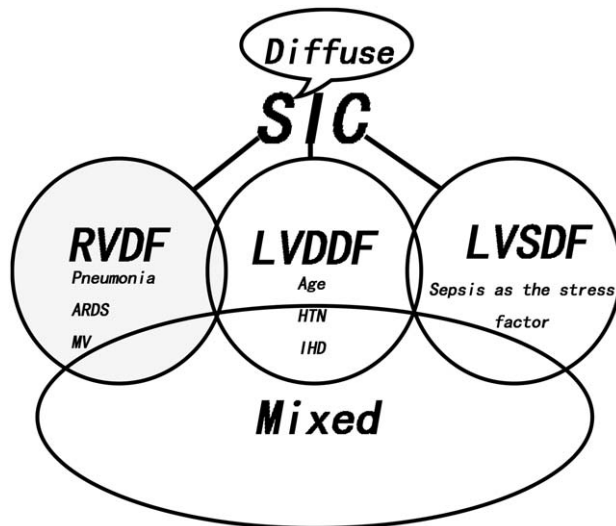 Diffuse
SIC
RVDF
Pneumonia
ARDS
MV
LVDDF
Age
HTN
IHD
LVSDF
Sepsis as the stress
factor
Mixed